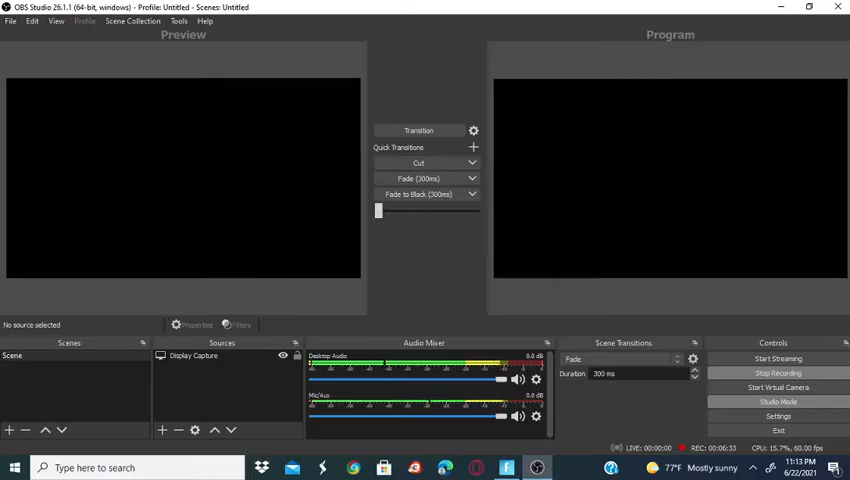 OBS Studio 26.1.1 (64-bit, windows) - Profile: Untitled - Scenes: Untitled
File Edit View Profile Scene Collection Tools Help
Preview
Program
Transition
Quick Transitions
Cut
Fade (300ms)
Fade to Black (300ms)
No source selected
Properties
Filters
Scenes
Scene
Sources
Display Capture
Audio Mixer
Desktop Audio 0.0 dB
Mic/Aux 0.0 dB
Scene Transitions
Fade
Duration 300 ms
Controls
Start Streaming
Stop Recording
Start Virtual Camera
Studio Mode
Settings
Exit
LIVE: 00:00:00 REC: 00:06:33 CPU: 15.7%, 60.00 fps
Type here to search
77°F Mostly sunny
11:13 PM
6/22/2021